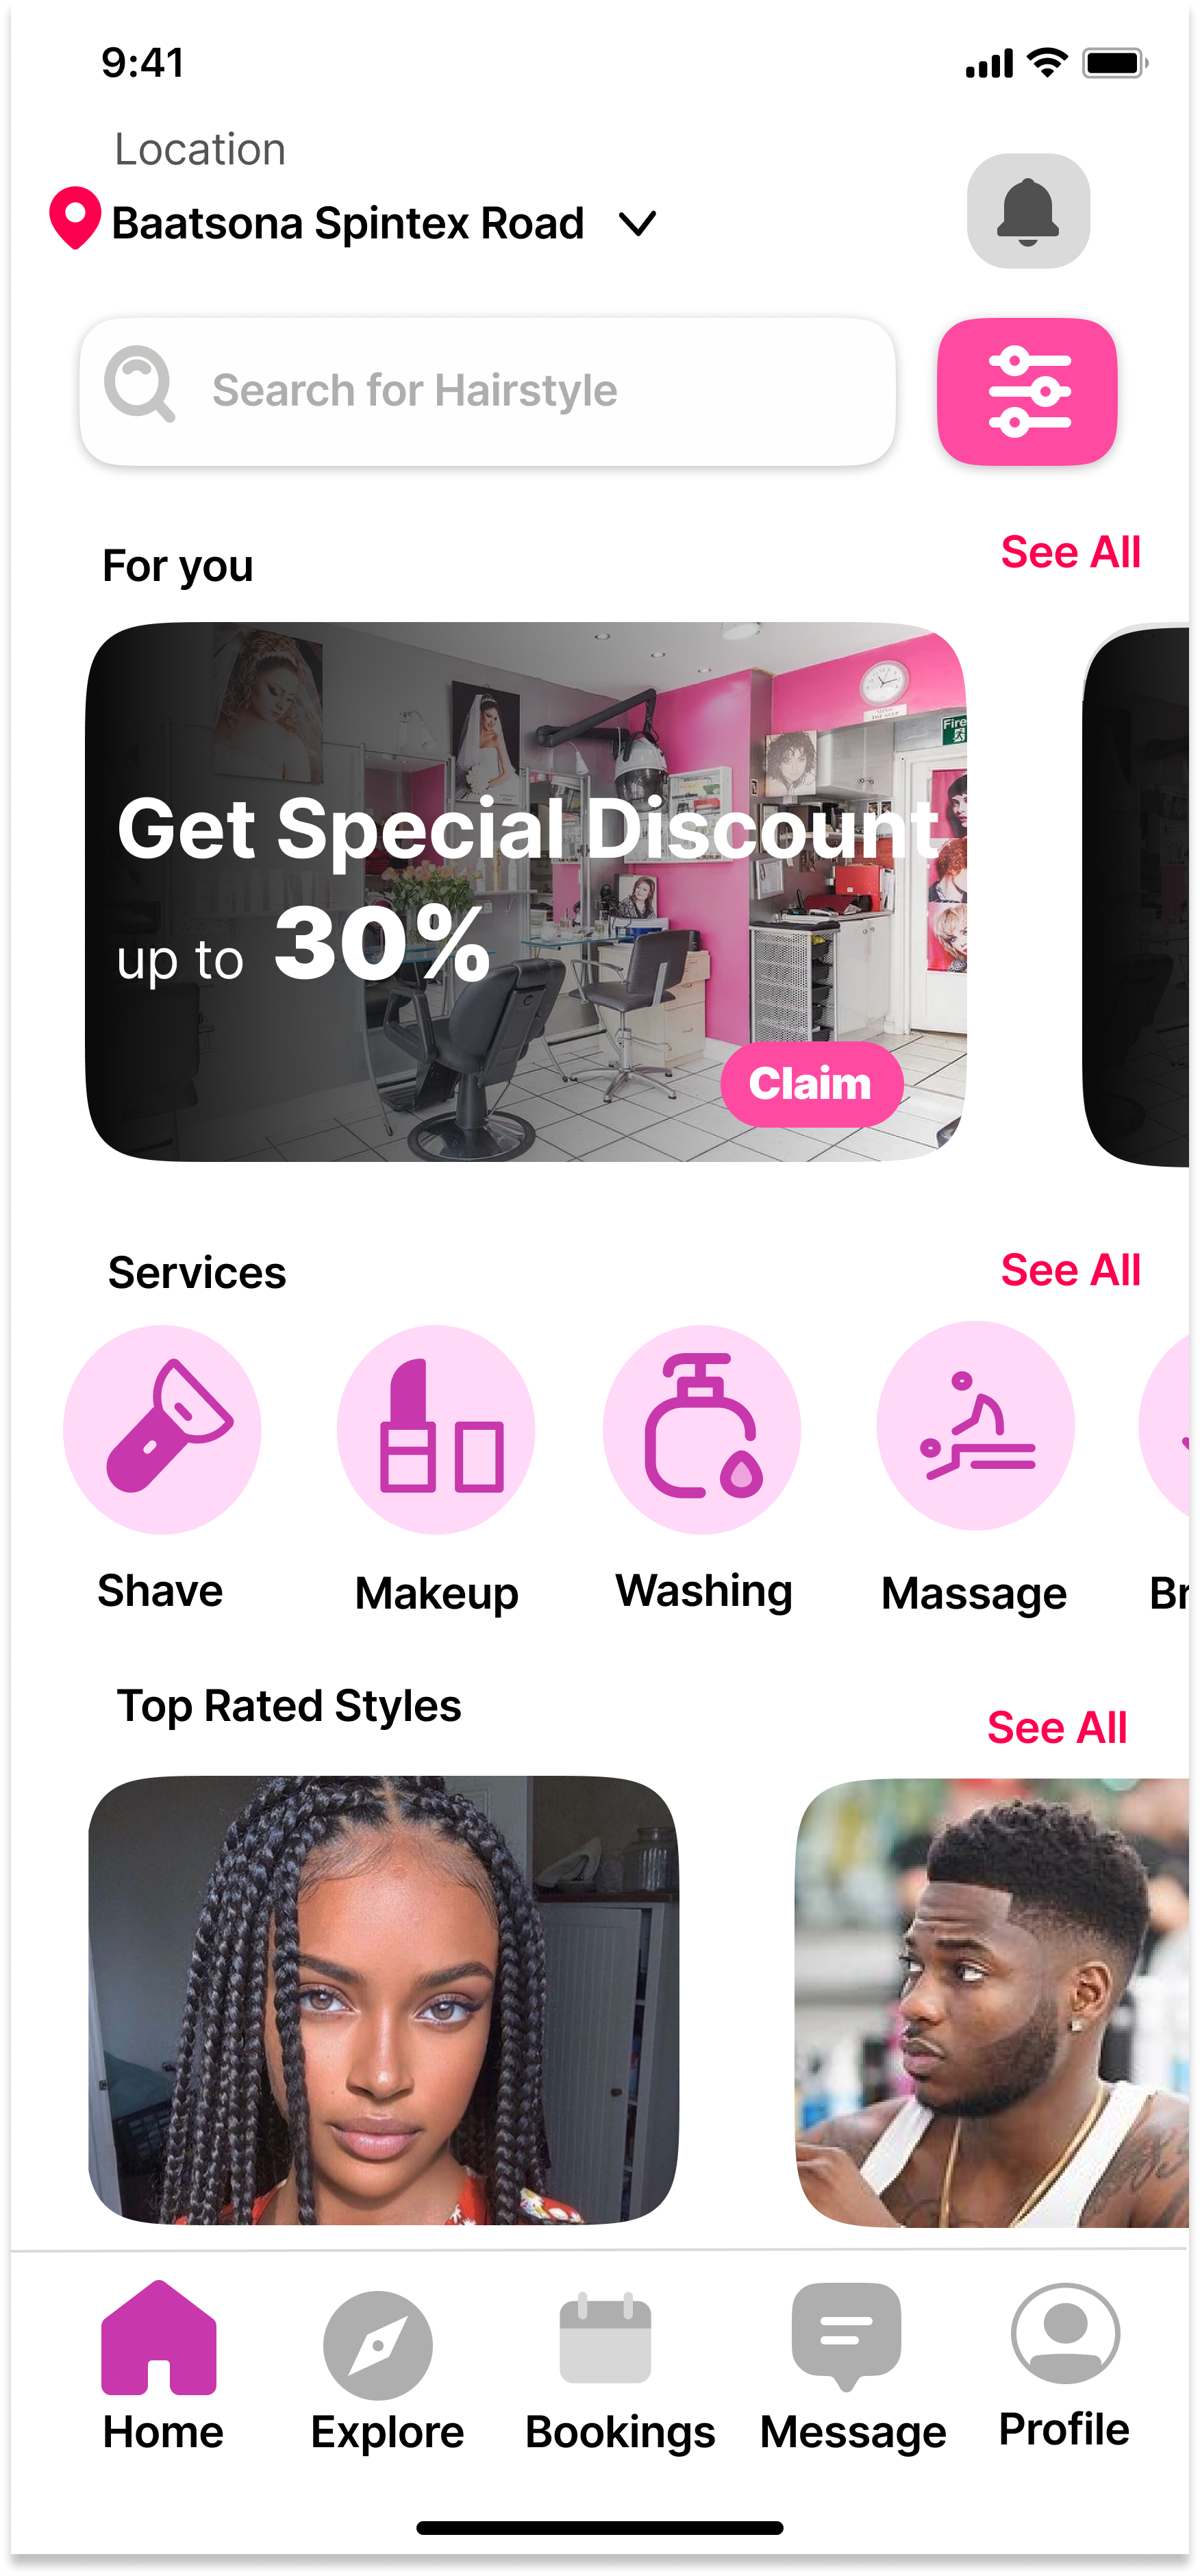 9:41
Location
Baatsona Spintex Road
Search for Hairstyle
For you
See All
Fire
Get Special Discount
up to 30%
Claim
Services
See All
Shave
Makeup
Washing
Massage
Br
Top Rated Styles
See All
Home
Explore
Bookings
Message
Profile